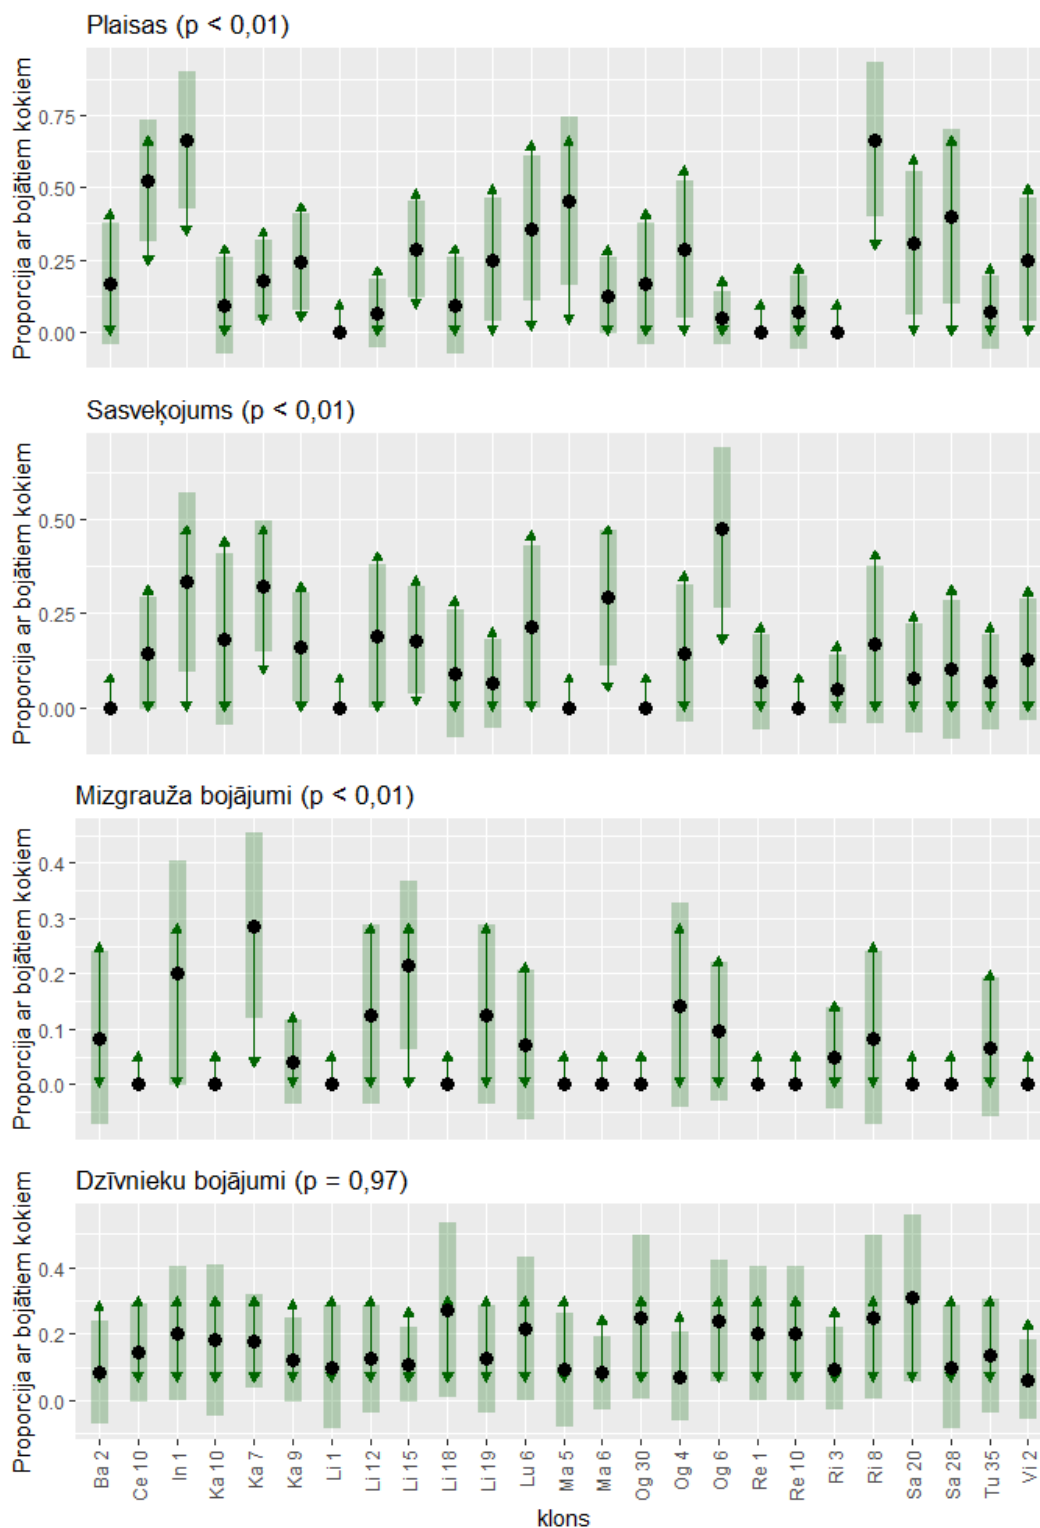 Plaisas (p < 0,01)
Proporcija ar bojātiem kokiem
0.75
0.50
0.25
0.00
Sasveķojums (p < 0,01)
Proporcija ar bojātiem kokiem
0.50
0.25
0.00
Mizgrauža bojājumi (p < 0,01)
Proporcija ar bojātiem kokiem
0.4
0.3
0.2
0.1
0.0
Dzīvnieku bojājumi (p = 0,97)
Proporcija ar bojātiem kokiem
0.4
0.2
0.0
Ba 2
Ce 10
In 1
Ka 10
Ka 7
Ka 9
Li 1
Li 12
Li 15
Li 18
Li 19
Lu 6
Ma 5
Ma 6
Og 30
Og 4
Og 6
Re 1
Re 10
Ri 3
Ri 8
Sa 20
Sa 28
Tu 35
Vi 2
klons